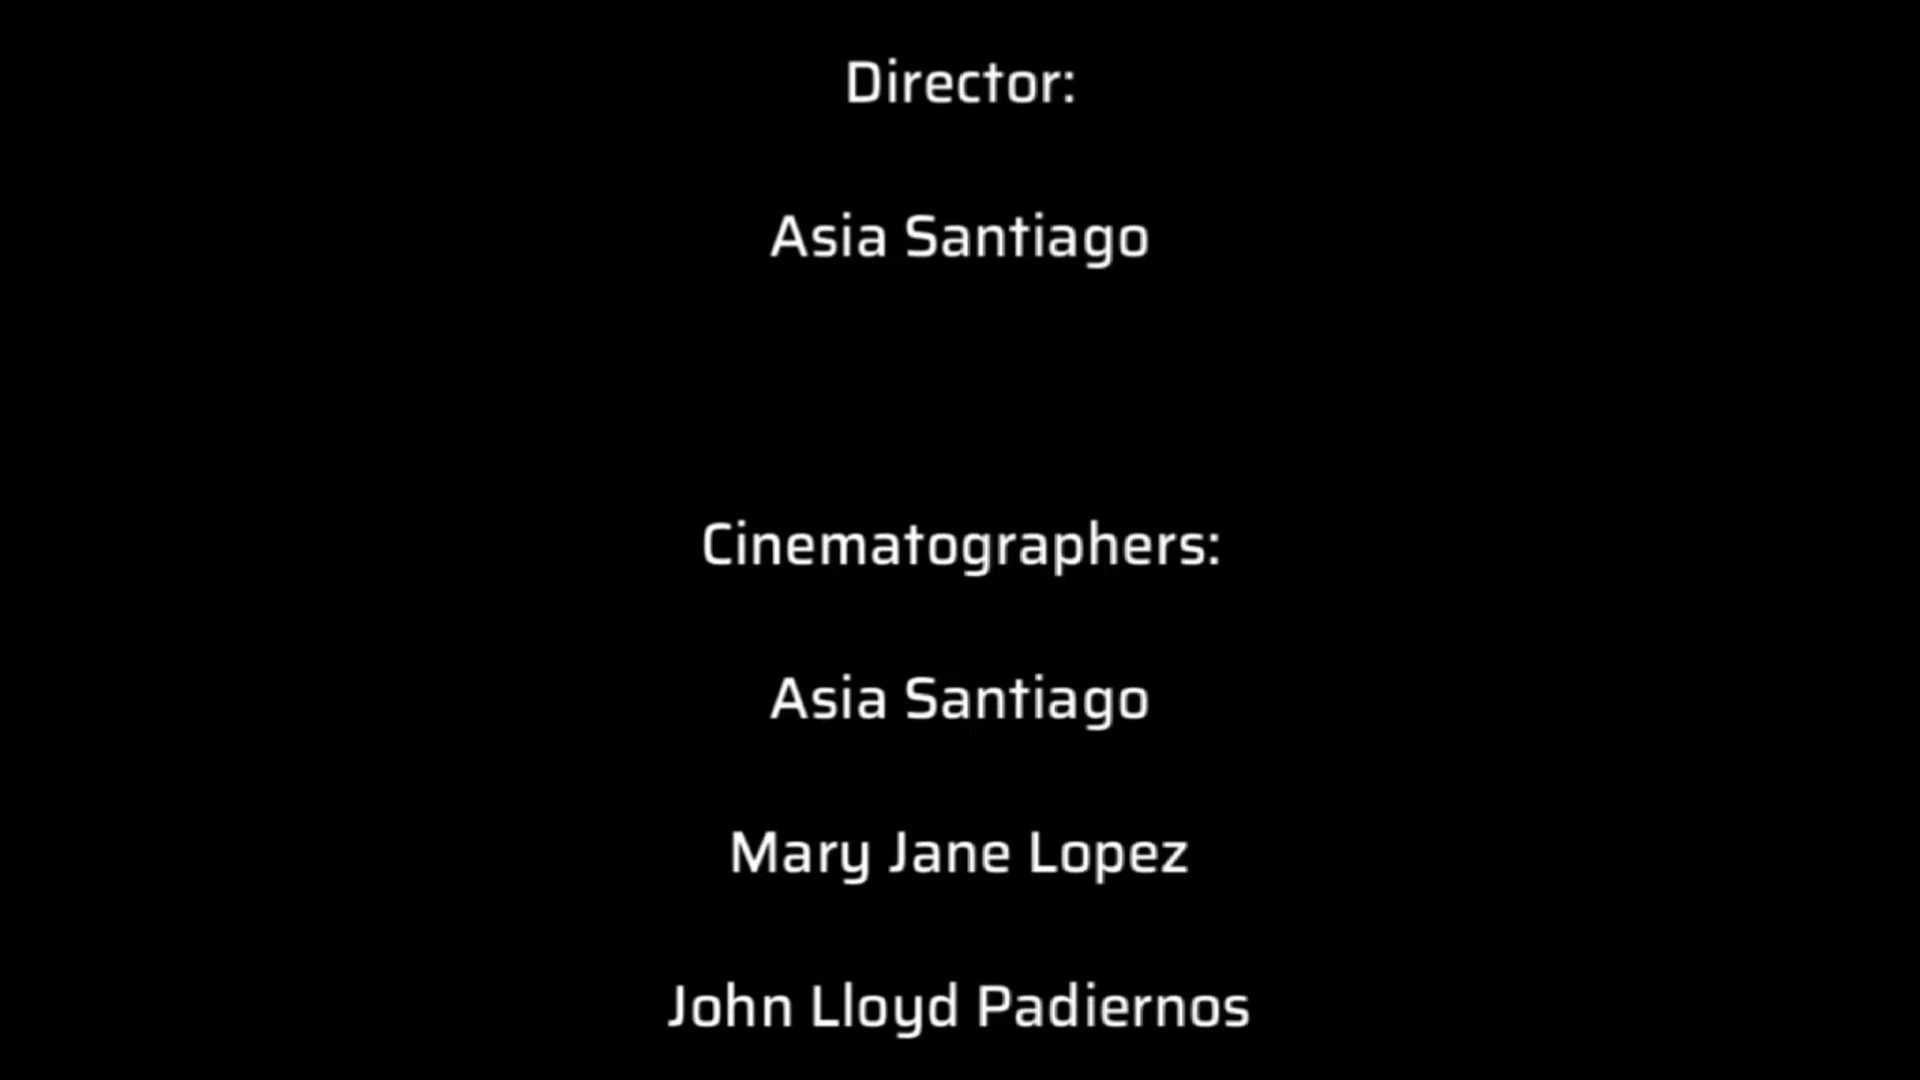 Director:
Asia Santiago
Cinematographers:
Asia Santiago
Mary Jane Lopez
John Lloyd Padiernos